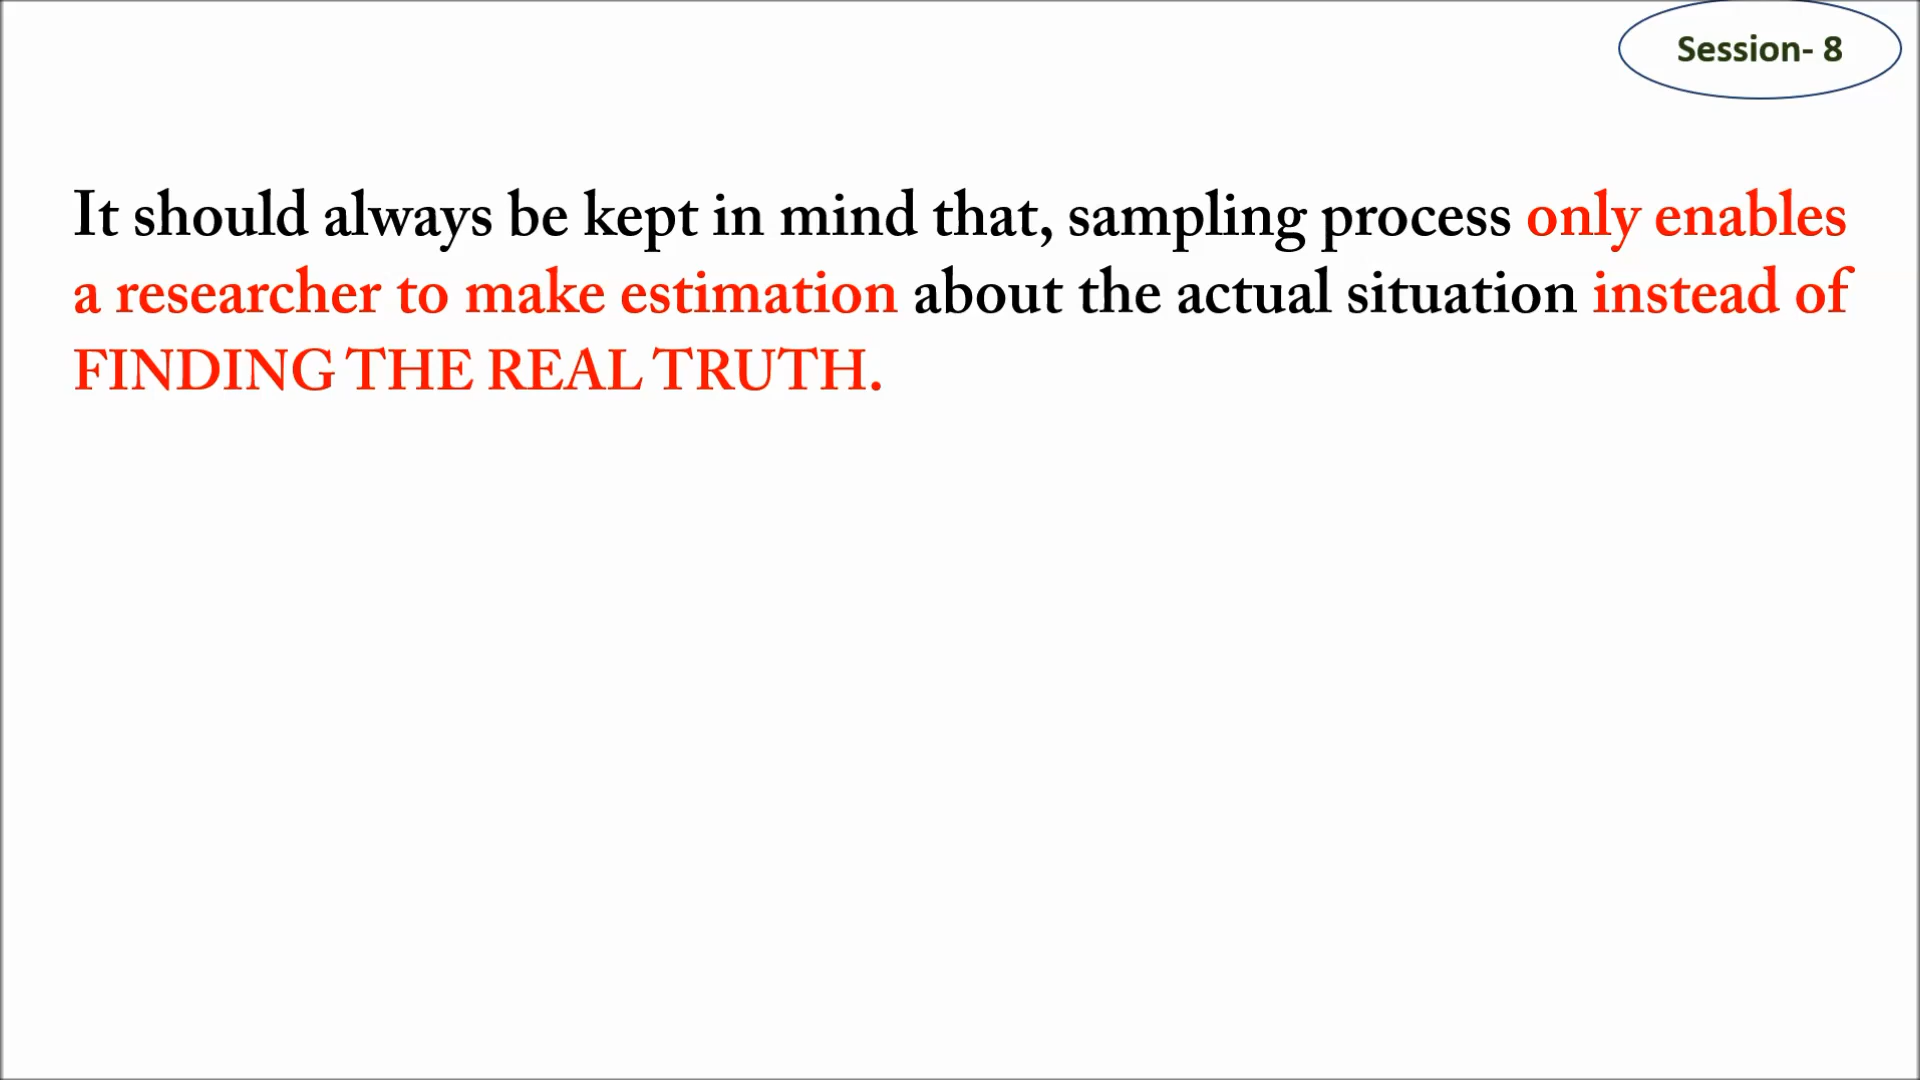 Session- 8
It should always be kept in mind that, sampling process only enables
a researcher to make estimation about the actual situation instead of
FINDING THE REAL TRUTH.